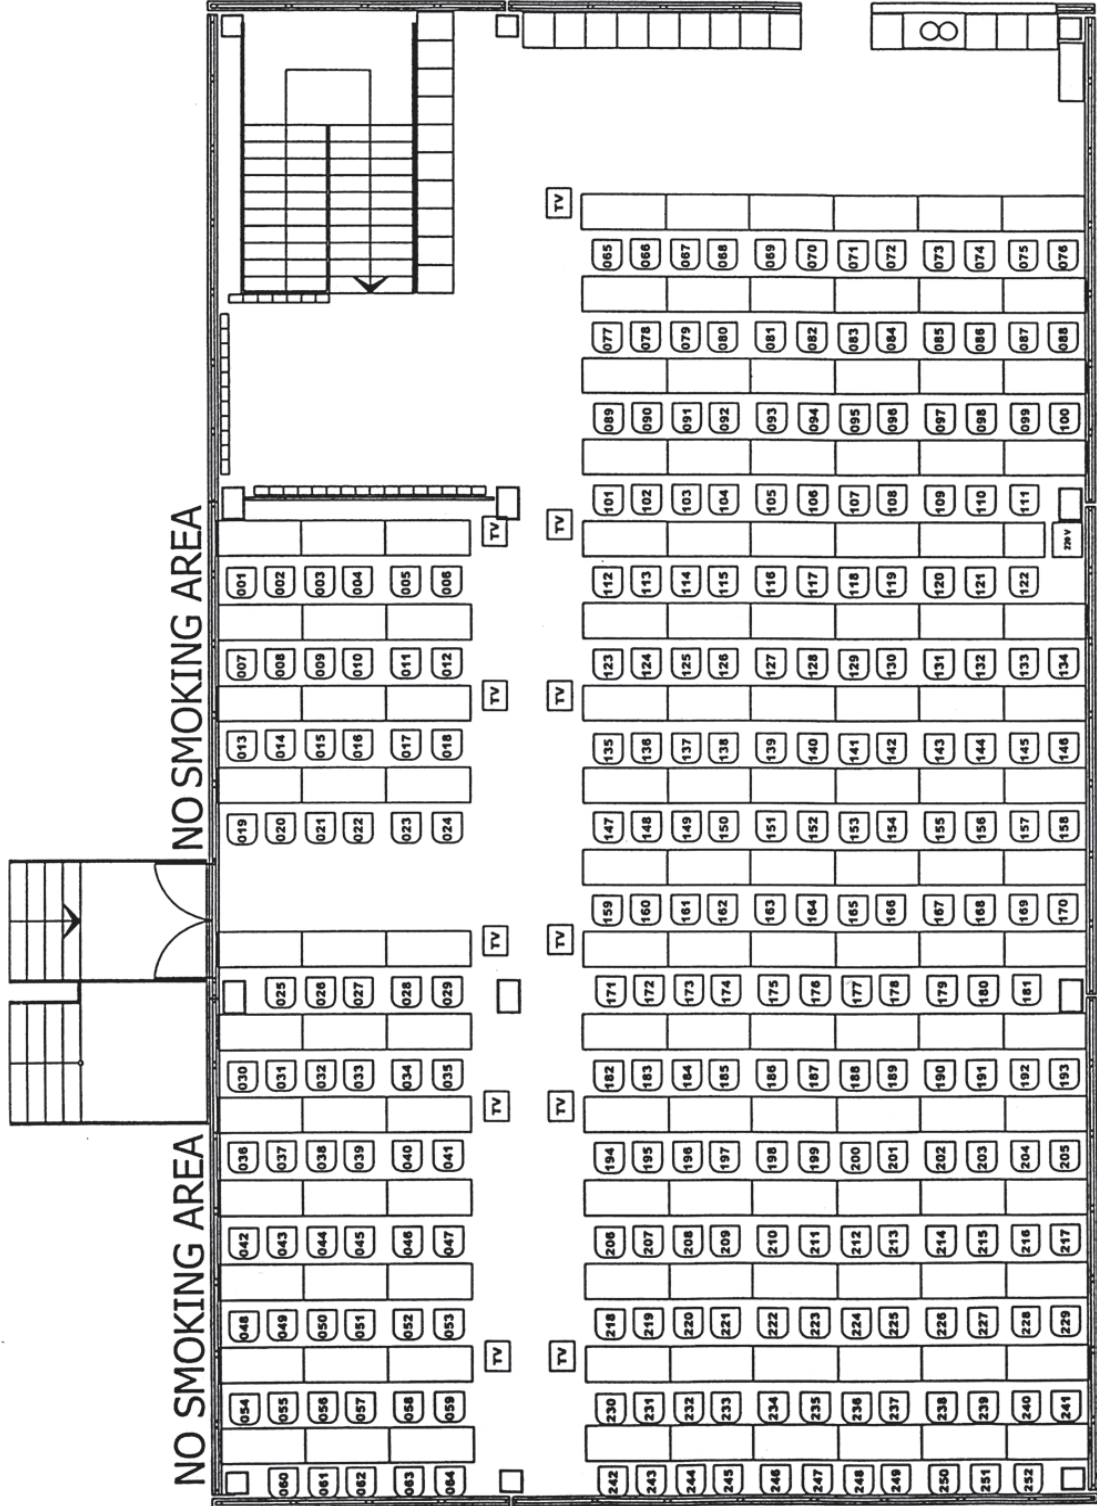 TV
065 066 067 068 069 070 071 072 073 074 075 076
077 078 079 080 081 082 083 084 085 086 087 088
089 090 091 092 093 094 095 096 097 098 099 100
101 102 103 104 105 106 107 108 109 110 111
NO SMOKING AREA
TV TV 220 V
001 002 003 004 005 006 112 113 114 115 116 117 118 119 120 121 122
007 008 009 010 011 012 123 124 125 126 127 128 129 130 131 132 133 134
TV TV
013 014 015 016 017 018 135 136 137 138 139 140 141 142 143 144 145 146
019 020 021 022 023 024 147 148 149 150 151 152 153 154 155 156 157 158
159 160 161 162 163 164 165 166 167 168 169 170
TV TV
025 026 027 028 029 171 172 173 174 175 176 177 178 179 180 181
030 031 032 033 034 035 182 183 184 185 186 187 188 189 190 191 192 193
TV TV
NO SMOKING AREA
036 037 038 039 040 041 194 195 196 197 198 199 200 201 202 203 204 205
042 043 044 045 046 047 206 207 208 209 210 211 212 213 214 215 216 217
048 049 050 051 052 053 218 219 220 221 222 223 224 225 226 227 228 229
TV TV
054 055 056 057 058 059 230 231 232 233 234 235 236 237 238 239 240 241
060 061 062 063 064 242 243 244 245 246 247 248 249 250 251 252